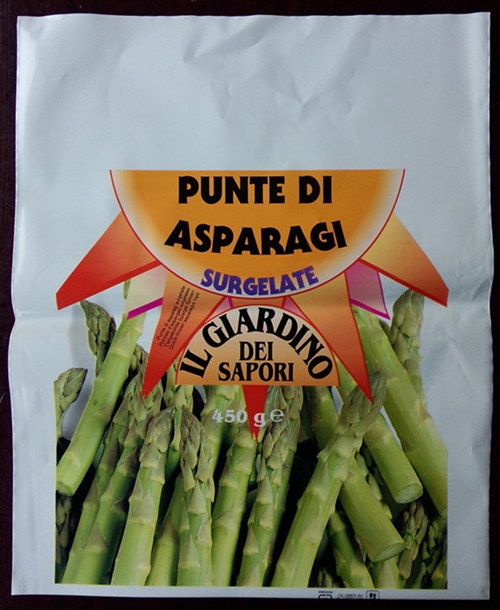 PUNTE DI
ASPARAGI
SURGELATE
IL GIARDINO
DEI
SAPORI
450 g e